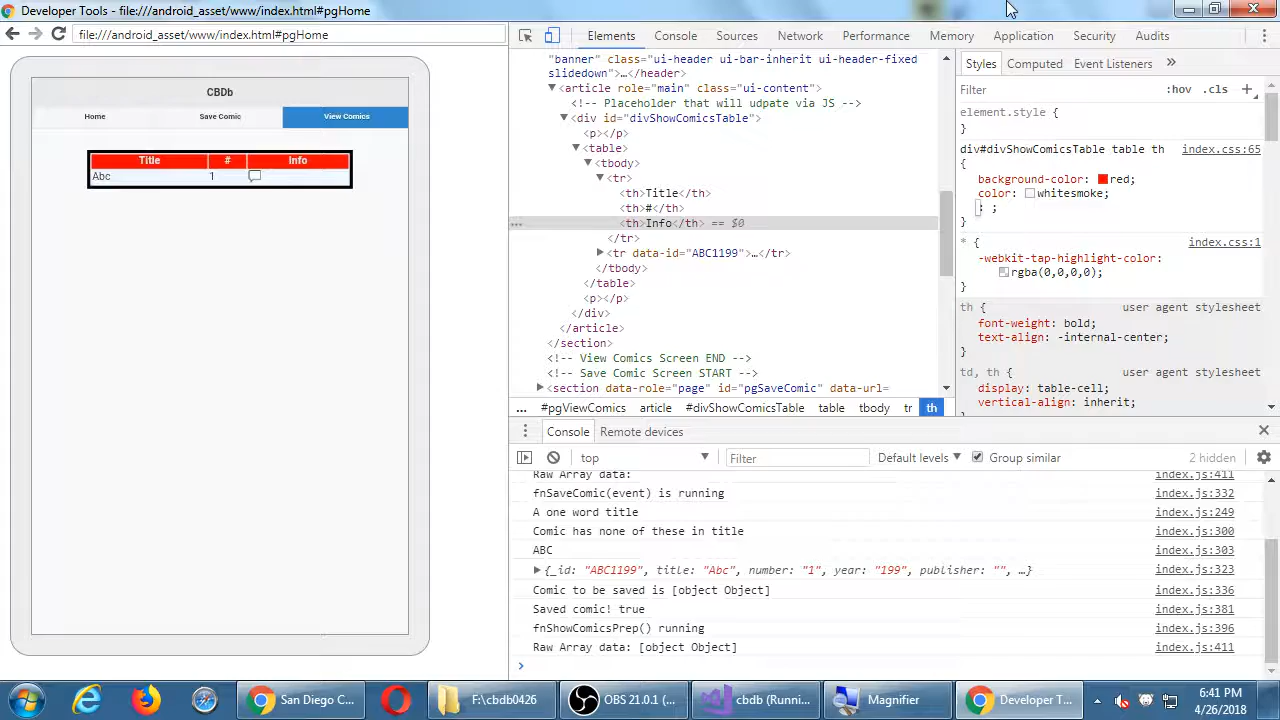 Developer Tools - file:///android_asset/www/index.html#pgHome
file:///android_asset/www/index.html#pgHome
CBDb
Home Save Comic View Comics
Title # Info
Abc 1
Elements Console Sources Network Performance Memory Application Security Audits
"banner" class="ui-header ui-bar-inherit ui-header-fixed
slidedown">…</header>
<article role="main" class="ui-content">
<!-- Placeholder that will udpate via JS -->
<div id="divShowComicsTable">
<p></p>
<table>
<tbody>
<tr>
<th>Title</th>
<th>#</th>
<th>Info</th> == $0
</tr>
<tr data-id="ABC1199">…</tr>
</tbody>
</table>
<p></p>
</div>
</article>
</section>
<!-- View Comics Screen END -->
<!-- Save Comic Screen START -->
<section data-role="page" id="pgSaveComic" data-url=
... #pgViewComics article #divShowComicsTable table tbody tr th
Styles Computed Event Listeners »
Filter :hov .cls +
element.style {
}
div#divShowComicsTable table th index.css:65
{
background-color: red;
color: whitesmoke;
: ;
}
* { index.css:1
-webkit-tap-highlight-color:
rgba(0,0,0,0);
}
th { user agent stylesheet
font-weight: bold;
text-align: -internal-center;
}
td, th { user agent stylesheet
display: table-cell;
vertical-align: inherit;
Console Remote devices
top Filter Default levels Group similar 2 hidden
Raw Array data: index.js:411
fnSaveComic(event) is running index.js:332
A one word title index.js:249
Comic has none of these in title index.js:300
ABC index.js:303
{_id: "ABC1199", title: "Abc", number: "1", year: "199", publisher: "", …} index.js:323
Comic to be saved is [object Object] index.js:336
Saved comic! true index.js:381
fnShowComicsPrep() running index.js:396
Raw Array data: [object Object] index.js:411
San Diego C... F:\cbdb0426 OBS 21.0.1 (... cbdb (Runni... Magnifier Developer T...
6:41 PM
4/26/2018